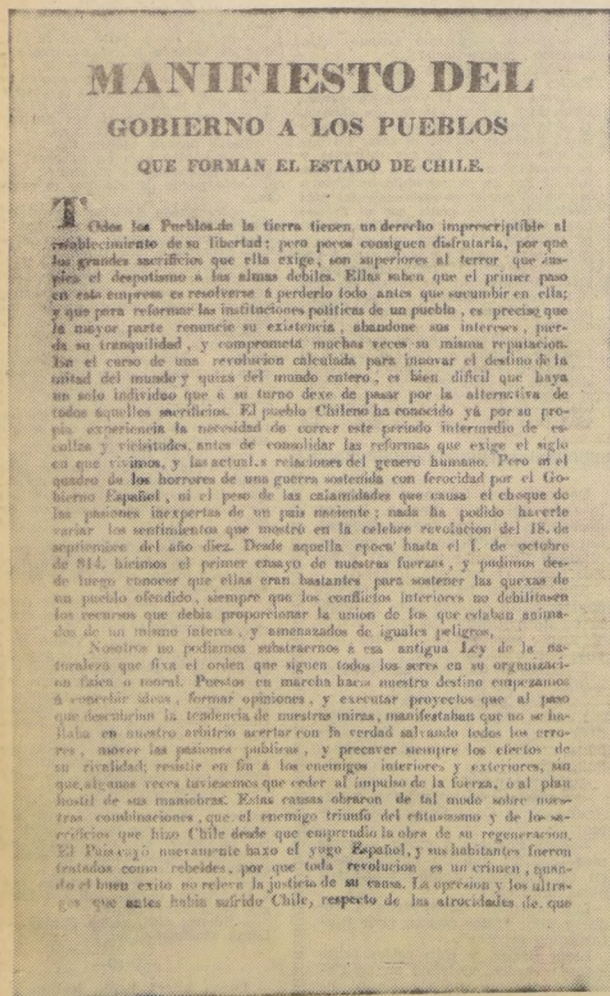 MANIFIESTO DEL
GOBIERNO A LOS PUEBLOS
QUE FORMAN EL ESTADO DE CHILE.
TOdos los Pueblos de la tierra tienen un derecho imprescriptible al
establecimiento de su libertad; pero pocos consiguen disfrutarla, por que
los grandes sacrificios que ella exige, son superiores al terror que ins-
pira el despotismo a las almas debiles. Ellas saben que el primer paso
en esta empresa es resolverse á perderlo todo antes que sucumbir en ella;
y que para reformar las instituciones politicas de un pueblo, es preciso que
la mayor parte renuncie su existencia, abandone sus intereses, pier-
da su tranquilidad, y comprometa muchas veces su misma reputacion.
En el curso de una revolucion calculada para innovar el destino de la
mitad del mundo y quiza del mundo entero, es bien dificil que haya
un solo individuo que á su turno dexe de pasar por la alternativa de
todos aquellos sacrificios. El pueblo Chileno ha conocido yá por su pro-
pia experiencia la necesidad de correr este periodo intermedio de es-
collos y vicisitudes, antes de consolidar las reformas que exige el siglo
en que vivimos, y las actuales relaciones del genero humano. Pero ni el
quadro de los horrores de una guerra sostenida con ferocidad por el Go-
bierno Español, ni el peso de las calamidades que causa el choque de
las pasiones inexpertas de un pais naciente; nada ha podido hacerle
variar los sentimientos que mostró en la celebre revolucion del 18. de
septiembre del año diez. Desde aquella epoca hasta el 1. de octubre
de 814. hicimos el primer ensayo de nuestras fuerzas, y pudimos des-
de luego conocer que ellas eran bastantes para sostener las quexas de
un pueblo ofendido, siempre que los conflictos interiores no debilitasen
los recursos que debia proporcionar la union de los que estaban anima-
dos de un mismo interes, y amenazados de iguales peligros.
Nosotros no podiamos substraernos á esa antigua Ley de la na-
turaleza que fixa el orden que siguen todos los seres en su organizaci-
on fisica o moral. Puestos en marcha hacia nuestro destino empezamos
á concebir ideas, formar opiniones, y executar proyectos que al paso
que descubrian la tendencia de nuestras miras, manifestaban que no se ha-
llaba en nuestro arbitrio acertar con la verdad salvando todos los erro-
res, mover las pasiones publicas, y precaver siempre los efectos de
su rivalidad; resistir en fin á los enemigos interiores y exteriores, sin
que algunas veces tuviesemos que ceder al impulso de la fuerza, o al plan
hostil de sus maniobras. Estas causas obraron de tal modo sobre nues-
tras combinaciones, que el enemigo triunfó del entusiasmo y de los sa-
crificios que hizo Chile desde que emprendio la obra de su regeneracion.
El Pais cayó nuevamente baxo el yugo Español, y sus habitantes fueron
tratados como rebeldes, por que toda revolucion es un crimen, quan-
do el buen exito no releva la justicia de su causa. La opresion y los ultra-
ges que antes habia sufrido Chile, respecto de las atrocidades de que